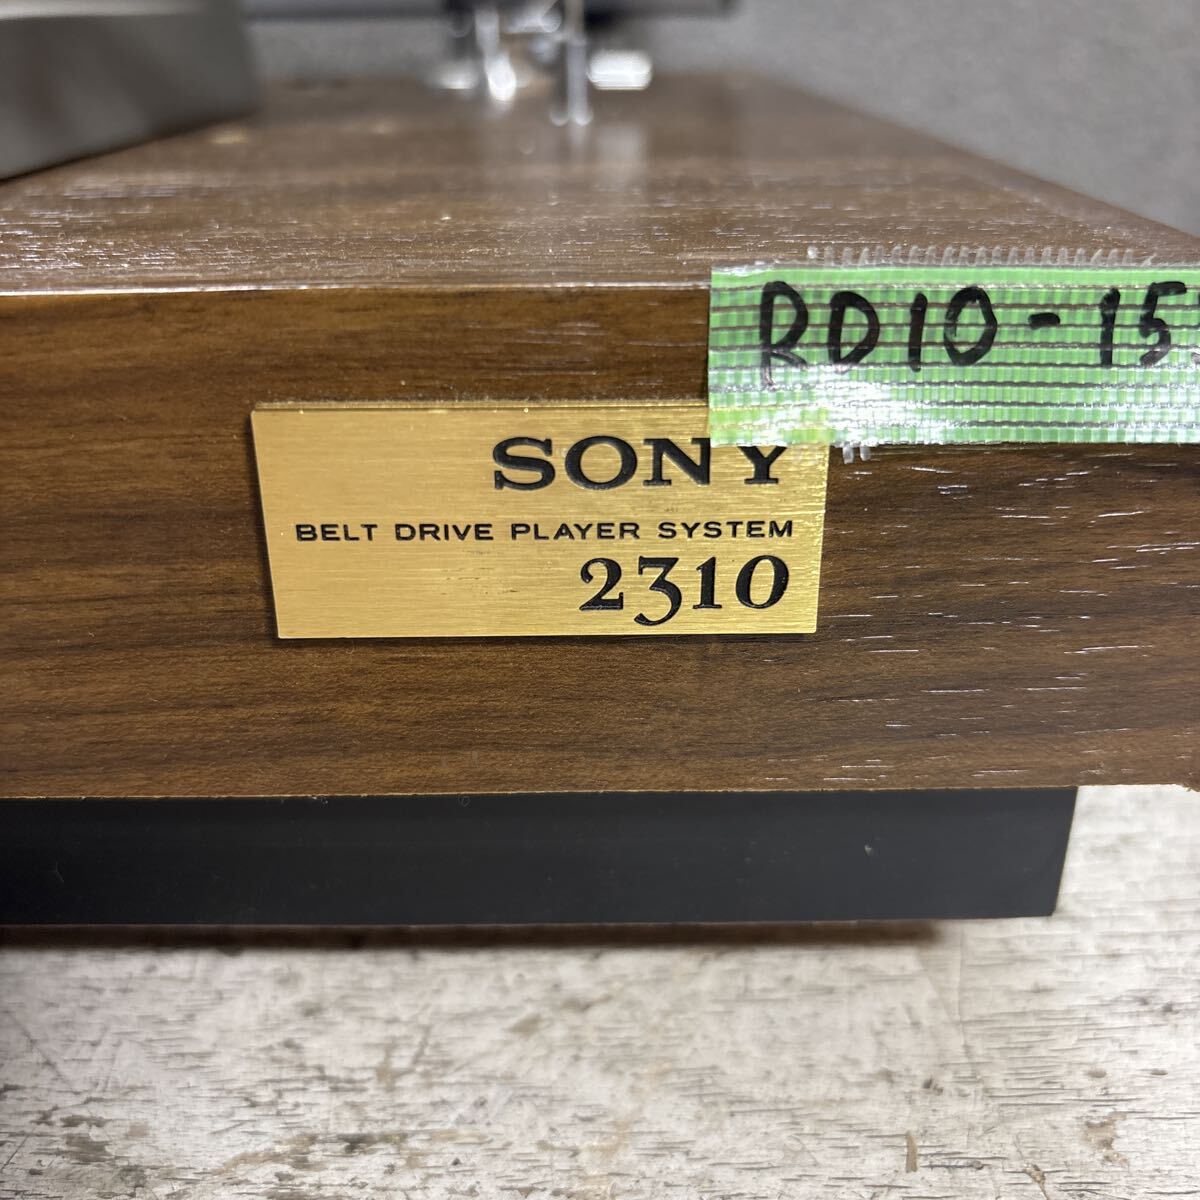 RD10-15
SONY
BELT DRIVE PLAYER SYSTEM
2310